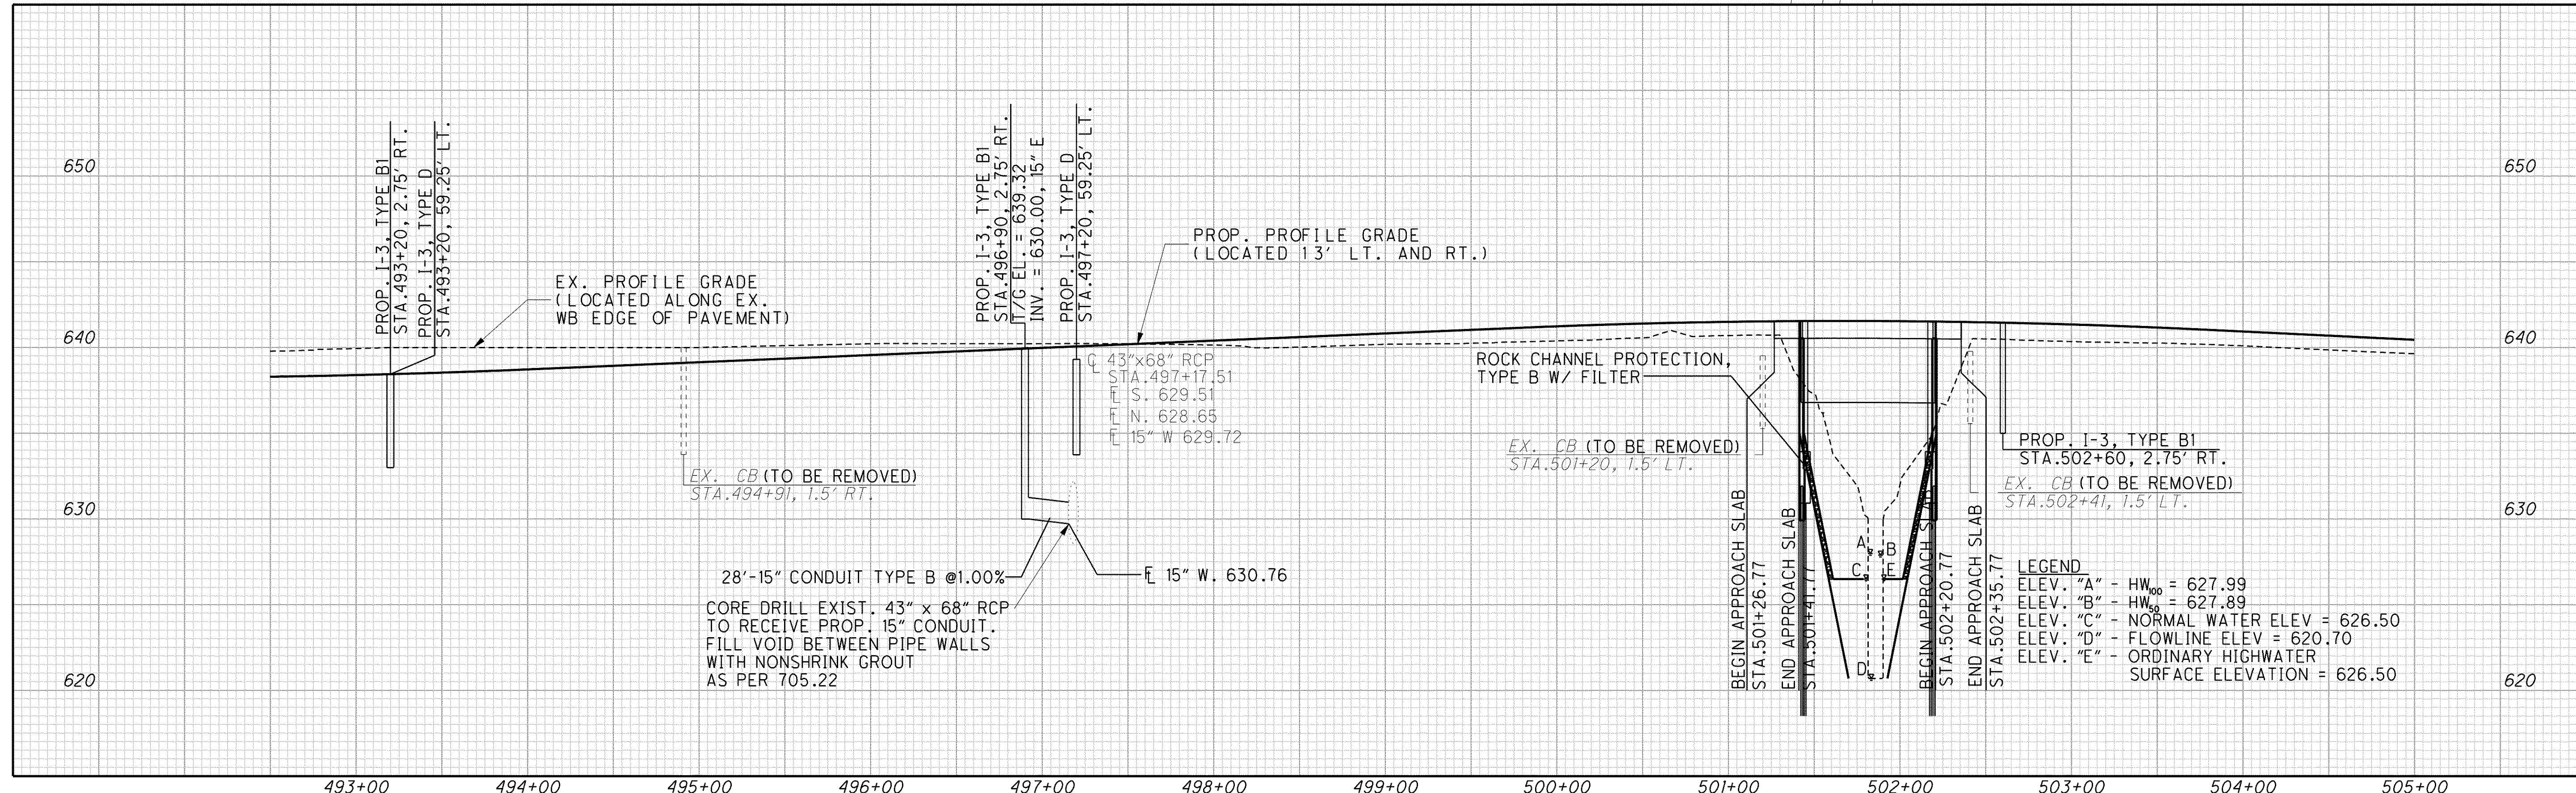 650
640
630
620
PROP. I-3, TYPE B1
STA.493+20, 2.75' RT.
PROP. I-3, TYPE D
STA.493+20, 59.25' LT.
EX. PROFILE GRADE
(LOCATED ALONG EX.
WB EDGE OF PAVEMENT)
EX. CB (TO BE REMOVED)
STA.494+91, 1.5' RT.
PROP. I-3, TYPE B1
STA.496+90, 2.75' RT.
T/G EL. = 639.32
INV. = 630.00, 15" E
PROP. I-3, TYPE D
STA.497+20, 59.25' LT.
PROP. PROFILE GRADE
(LOCATED 13' LT. AND RT.)
℄ 43"x68" RCP
STA.497+17.51
FL S. 629.51
FL N. 628.65
FL 15" W 629.72
28'-15" CONDUIT TYPE B @1.00%
FL 15" W. 630.76
CORE DRILL EXIST. 43" x 68" RCP
TO RECEIVE PROP. 15" CONDUIT.
FILL VOID BETWEEN PIPE WALLS
WITH NONSHRINK GROUT
AS PER 705.22
ROCK CHANNEL PROTECTION,
TYPE B W/ FILTER
EX. CB (TO BE REMOVED)
STA.501+20, 1.5' LT.
BEGIN APPROACH SLAB
STA.501+26.77
END APPROACH SLAB
STA.501+41.77
A
B
C
E
D
BEGIN APPROACH SLAB
STA.502+20.77
END APPROACH SLAB
STA.502+35.77
PROP. I-3, TYPE B1
STA.502+60, 2.75' RT.
EX. CB (TO BE REMOVED)
STA.502+41, 1.5' LT.
LEGEND
ELEV. "A" - HW100 = 627.99
ELEV. "B" - HW50 = 627.89
ELEV. "C" - NORMAL WATER ELEV = 626.50
ELEV. "D" - FLOWLINE ELEV = 620.70
ELEV. "E" - ORDINARY HIGHWATER
SURFACE ELEVATION = 626.50
650
640
630
620
493+00 494+00 495+00 496+00 497+00 498+00 499+00 500+00 501+00 502+00 503+00 504+00 505+00